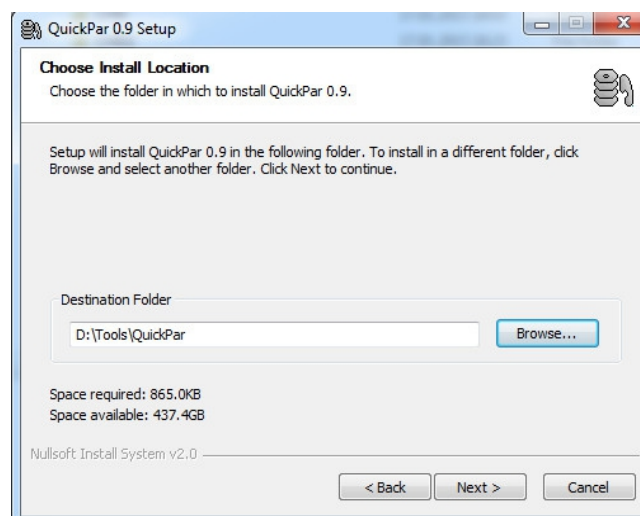 QuickPar 0.9 Setup
Choose Install Location
Choose the folder in which to install QuickPar 0.9.
Setup will install QuickPar 0.9 in the following folder. To install in a different folder, click
Browse and select another folder. Click Next to continue.
Destination Folder
D:\Tools\QuickPar
Browse...
Space required: 865.0KB
Space available: 437.4GB
Nullsoft Install System v2.0
< Back
Next >
Cancel